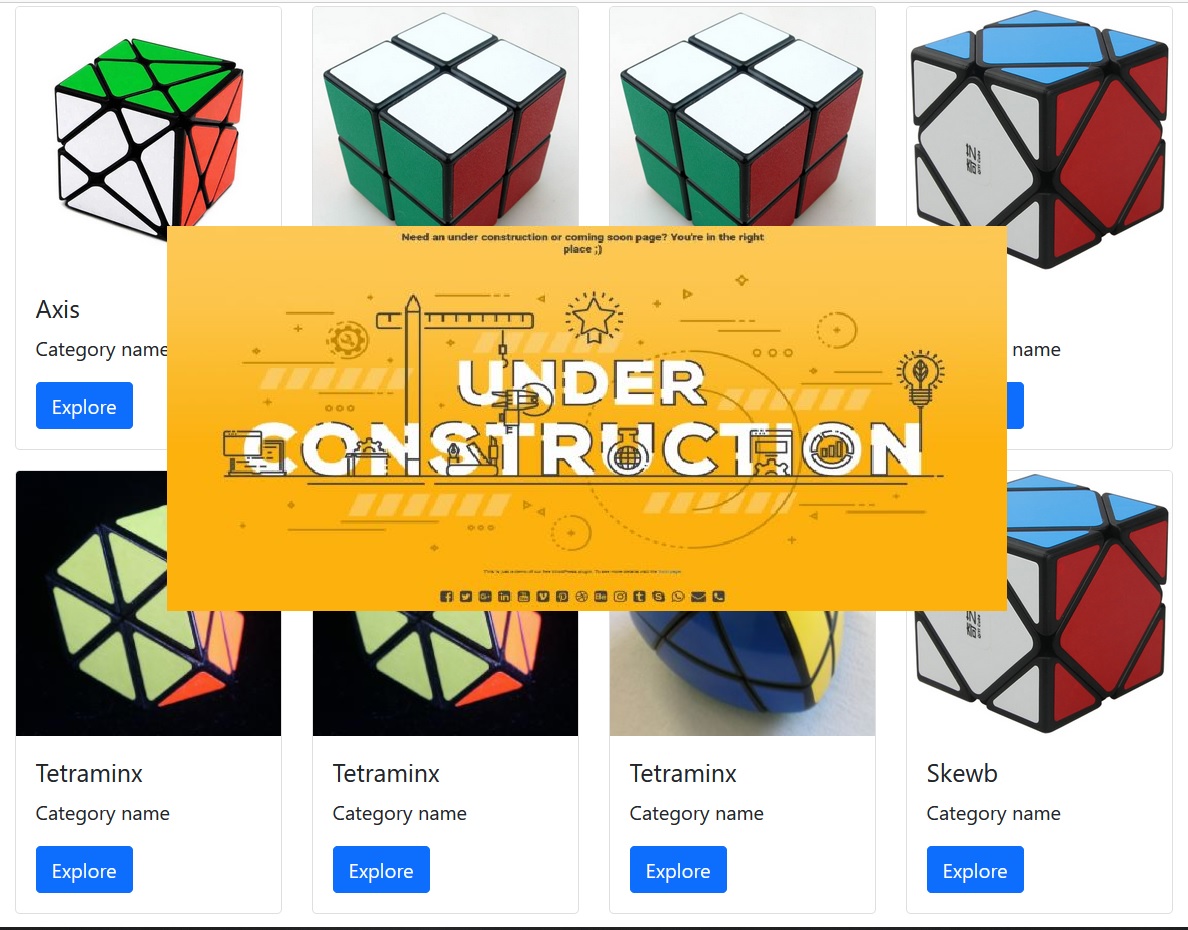 Need an under construction or coming soon page? You're in the right
place ;)
Axis
Category name
name
Explore
UNDER
CONSTRUCTION
Tetraminx
Tetraminx
Tetraminx
Skewb
Category name
Category name
Category name
Category name
Explore
Explore
Explore
Explore